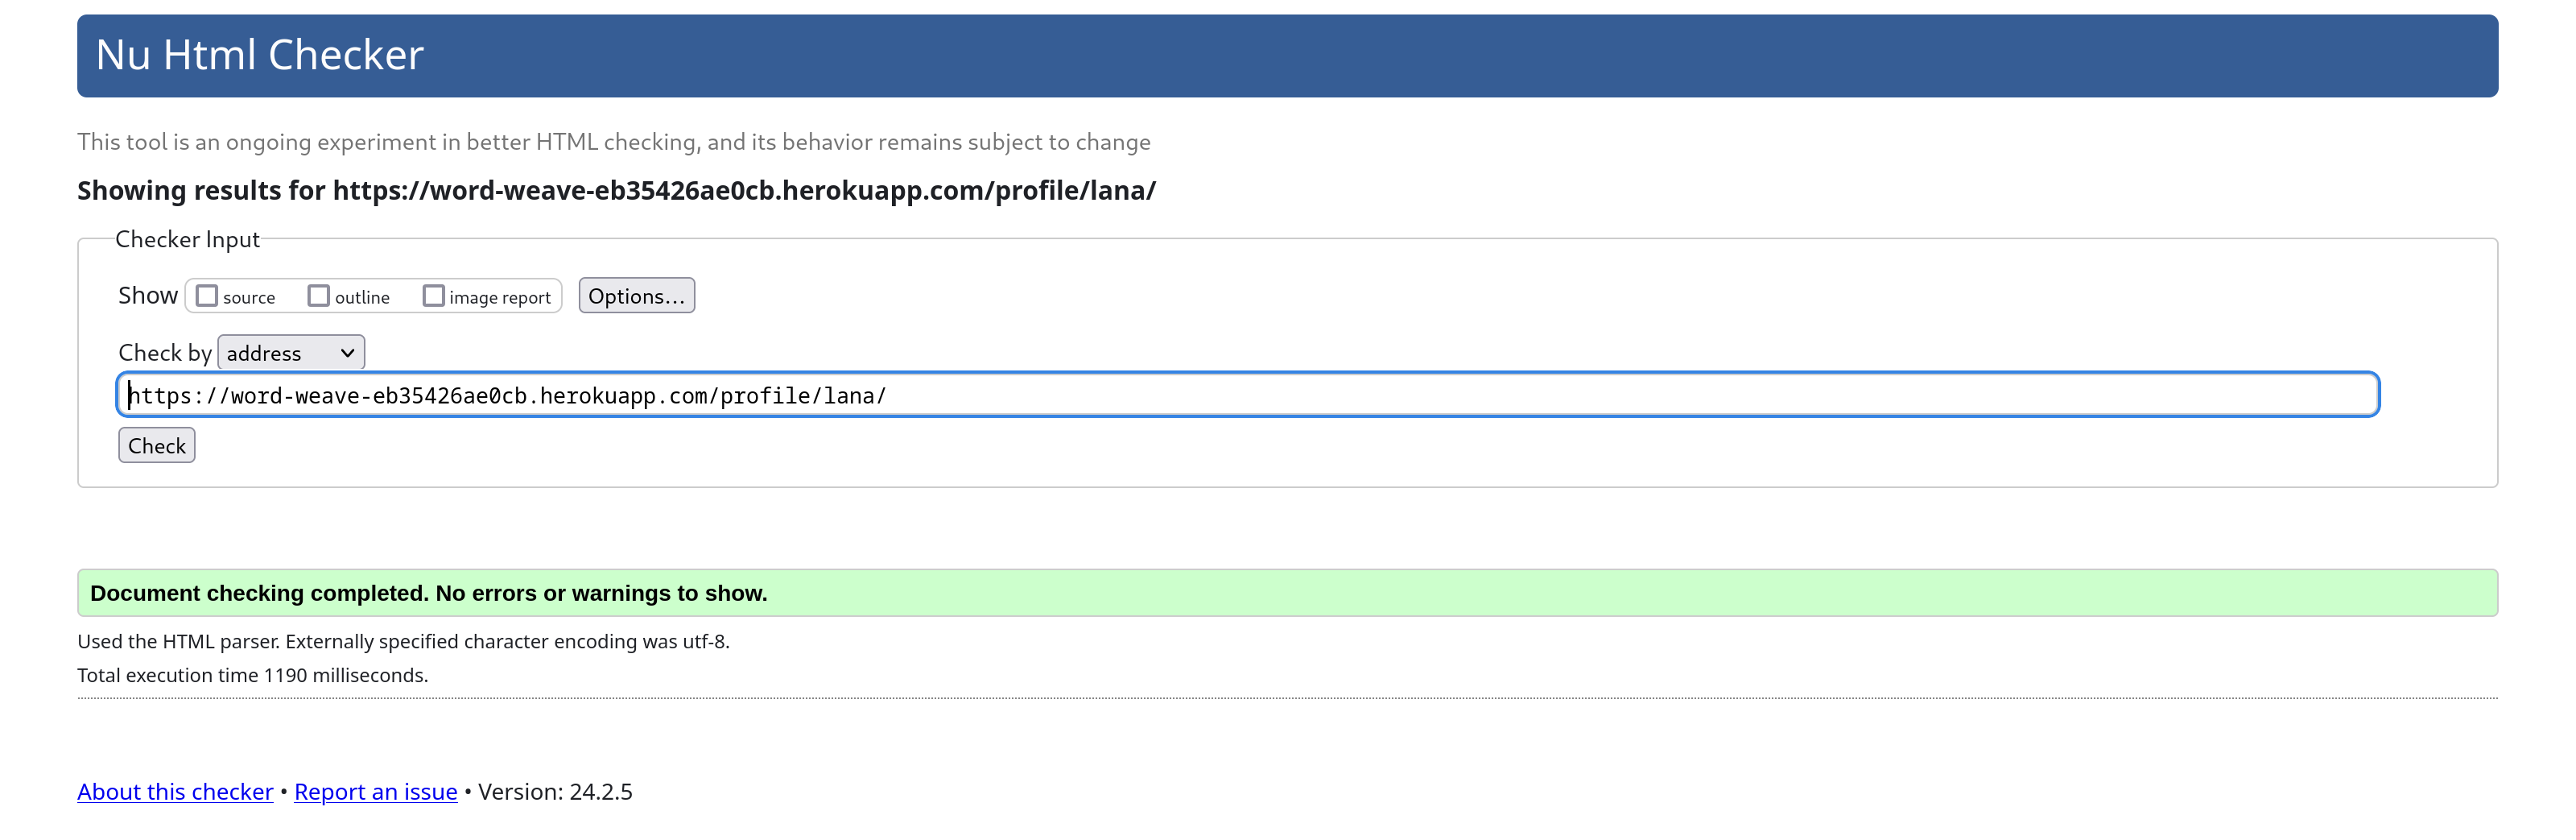 Nu Html Checker
This tool is an ongoing experiment in better HTML checking, and its behavior remains subject to change
Showing results for https://word-weave-eb35426ae0cb.herokuapp.com/profile/lana/
Checker Input
Show source outline image report Options...
Check by address
https://word-weave-eb35426ae0cb.herokuapp.com/profile/lana/
Check
Document checking completed. No errors or warnings to show.
Used the HTML parser. Externally specified character encoding was utf-8.
Total execution time 1190 milliseconds.
About this checker • Report an issue • Version: 24.2.5